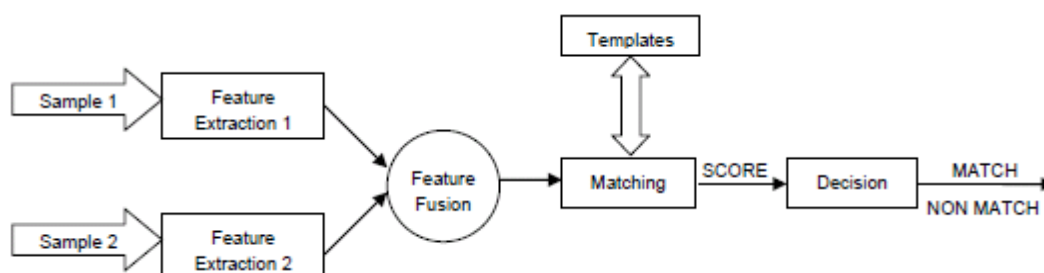 Templates
Sample 1
Feature
Extraction 1
Feature
Fusion
Matching
SCORE
Decision
MATCH
NON MATCH
Sample 2
Feature
Extraction 2